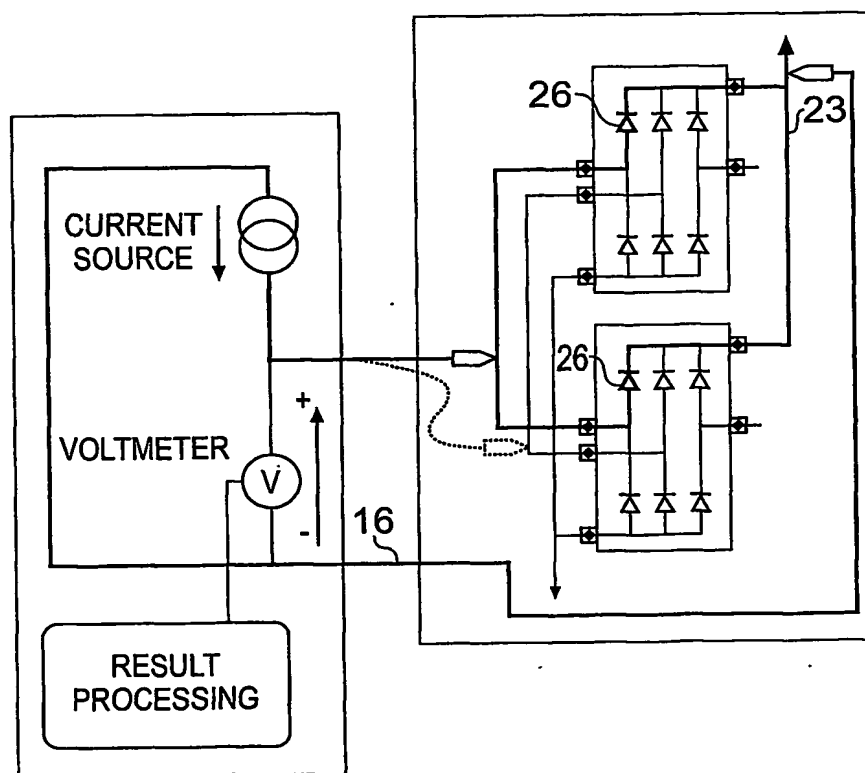 26
23
CURRENT
SOURCE
26
+
VOLTMETER
V
-
16
RESULT
PROCESSING